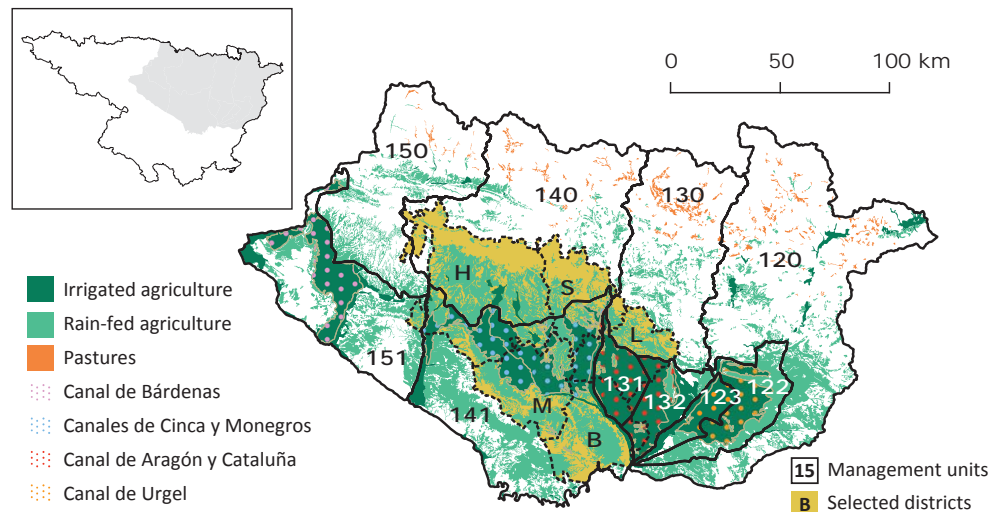 0 50 100 km
150
140
130
120
H
S
L
151
131
132
123
122
141
M
B
Irrigated agriculture
Rain-fed agriculture
Pastures
Canal de Bárdenas
Canales de Cinca y Monegros
Canal de Aragón y Cataluña
Canal de Urgel
15 Management units
B Selected districts